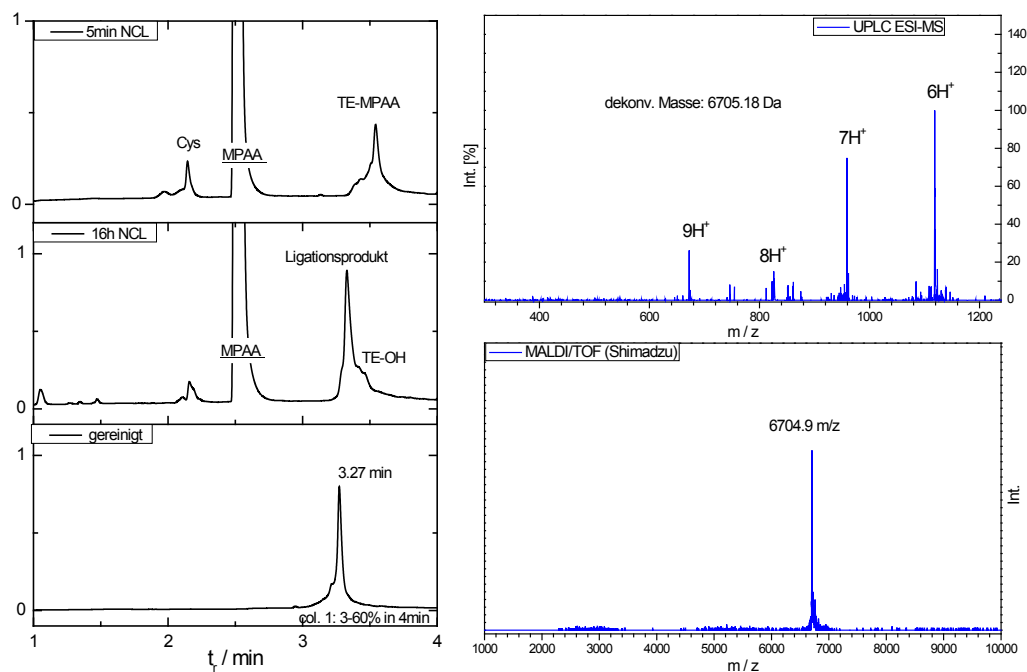 1
5min NCL
TE-MPAA
Cys
MPAA
0
16h NCL
1
Ligationsprodukt
MPAA
TE-OH
0
gereinigt
1
3.27 min
0
col. 1: 3-60% in 4min
1 2 3 4
t_r / min
UPLC ESI-MS
140
dekonv. Masse: 6705.18 Da
6H+
120
100
7H+
80
60
Int. [%]
40
9H+
8H+
20
0
400 600 800 1000 1200
m / z
MALDI/TOF (Shimadzu)
6704.9 m/z
Int.
1000 2000 3000 4000 5000 6000 7000 8000 9000 10000
m / z